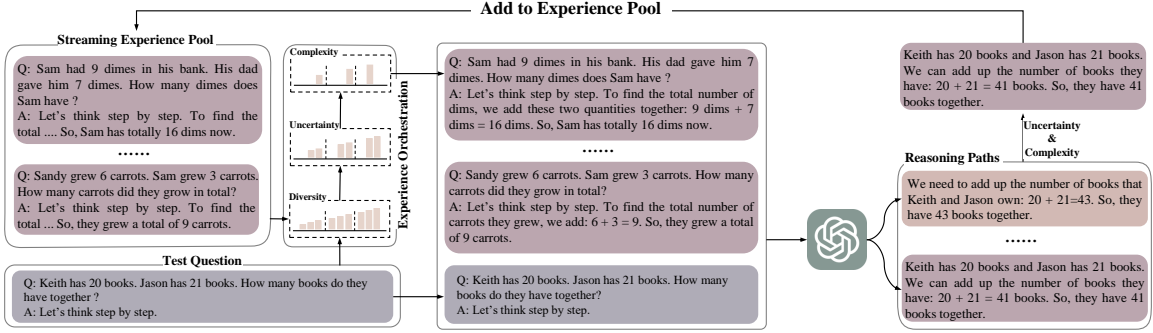 Add to Experience Pool
Streaming Experience Pool
Q: Sam had 9 dimes in his bank. His dad
gave him 7 dimes. How many dimes does
Sam have ?
A: Let's think step by step. To find the
total .... So, Sam has totally 16 dims now.
......
Q: Sandy grew 6 carrots. Sam grew 3 carrots.
How many carrots did they grow in total?
A: Let's think step by step. To find the
total ... So, they grew a total of 9 carrots.
Test Question
Q: Keith has 20 books. Jason has 21 books. How many books do they
have together ?
A: Let's think step by step.
Complexity
Uncertainty
Diversity
Experience Orchestration
Q: Sam had 9 dimes in his bank. His dad gave him 7
dimes. How many dimes does Sam have ?
A: Let's think step by step. To find the total number of
dims, we add these two quantities together: 9 dims + 7
dims = 16 dims. So, Sam has totally 16 dims now.
......
Q: Sandy grew 6 carrots. Sam grew 3 carrots. How many
carrots did they grow in total?
A: Let's think step by step. To find the total number of
carrots they grew, we add: 6 + 3 = 9. So, they grew a total
of 9 carrots.
Q: Keith has 20 books. Jason has 21 books. How many
books do they have together?
A: Let's think step by step.
Keith has 20 books and Jason has 21 books.
We can add up the number of books they
have: 20 + 21 = 41 books. So, they have 41
books together.
Uncertainty
&
Complexity
Reasoning Paths
We need to add up the number of books that
Keith and Jason own: 20 + 21=43. So, they
have 43 books together.
......
Keith has 20 books and Jason has 21 books.
We can add up the number of books they
have: 20 + 21 = 41 books. So, they have 41
books together.